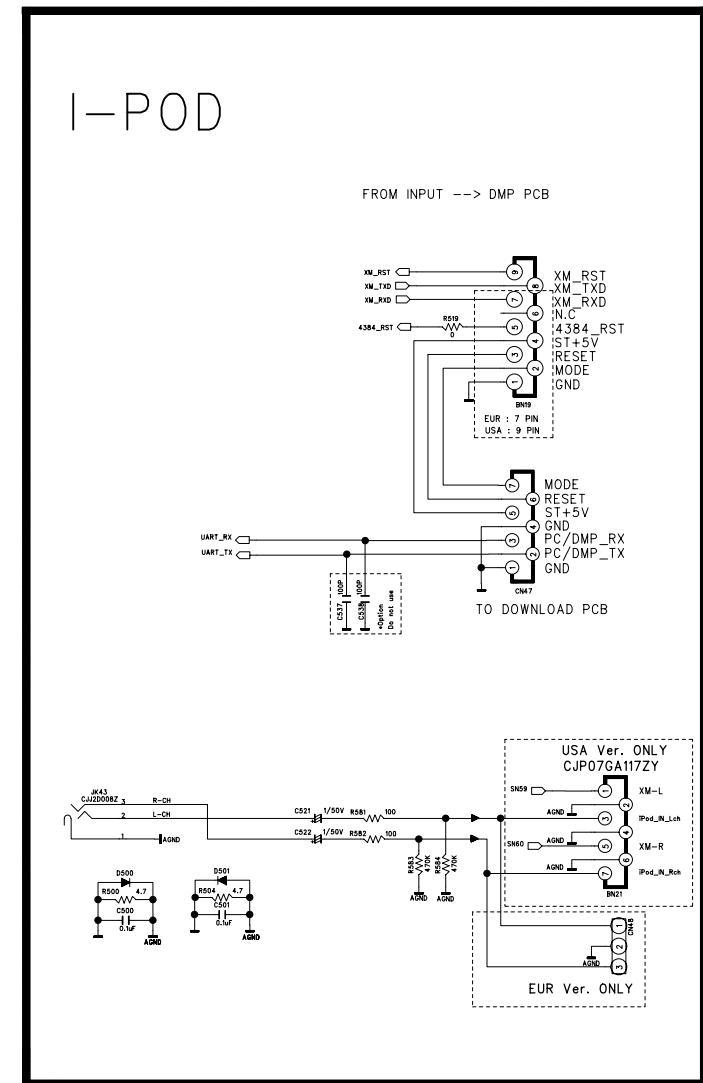 I-POD
FROM INPUT --> DMP PCB
XM_RST
XM_TXD
XM_RXD
4384_RST
R519
0
9
8
7
6
5
4
3
2
1
XM_RST
XM_TXD
XM_RXD
N.C
4384_RST
ST+5V
RESET
MODE
GND
BN19
EUR : 7 PIN
USA : 9 PIN
7
6
5
4
3
2
1
MODE
RESET
ST+5V
GND
PC/DMP_RX
PC/DMP_TX
GND
CN47
TO DOWNLOAD PCB
UART_RX
UART_TX
C537
100P
C538
100P
*Option
Do not use
USA Ver. ONLY
CJP07GA117ZY
SN59
AGND
SN60
AGND
AGND
1
2
3
4
5
6
7
XM-L
iPod_IN_Lch
XM-R
iPod_IN_Rch
BN21
JK43
CJJ2D008Z
3
R-CH
2
L-CH
1
AGND
C521
1/50V
R581
100
C522
1/50V
R582
100
R583
470K
R584
470K
AGND
AGND
D500
R500
4.7
C500
0.1uF
AGND
D501
R504
4.7
C501
0.1uF
AGND
CN48
1
2
3
AGND
EUR Ver. ONLY